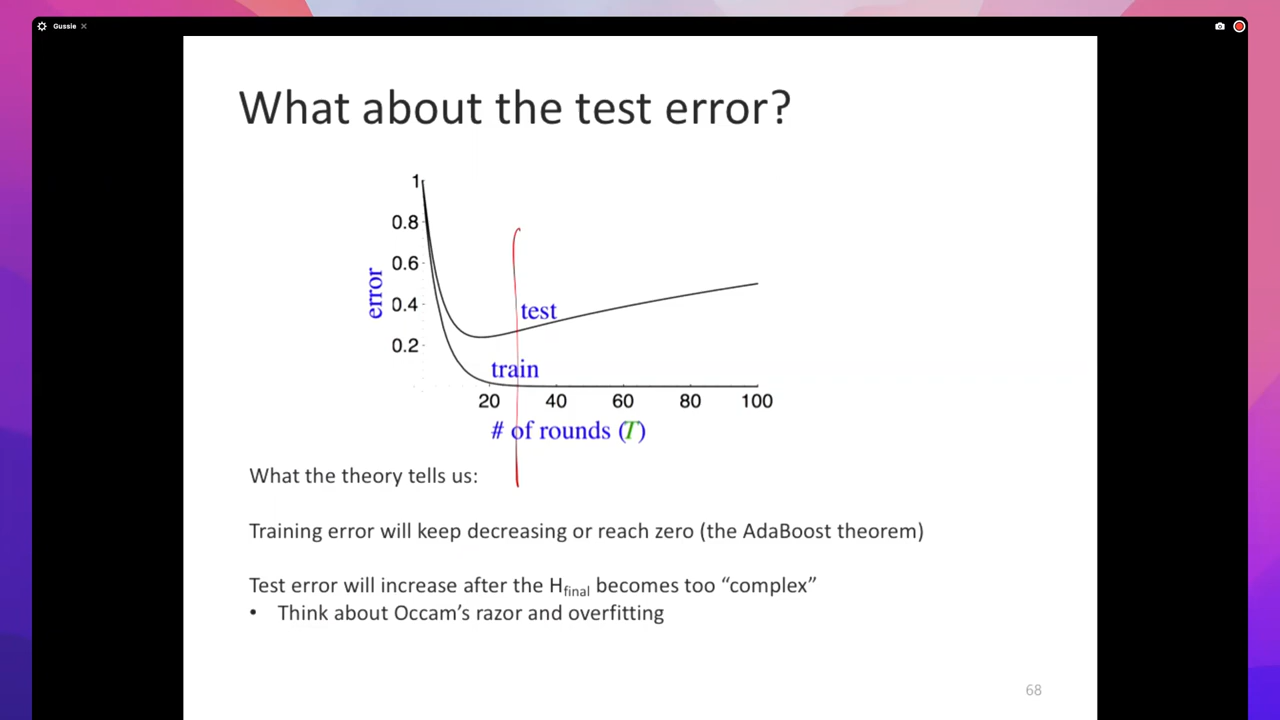 Gussie
What about the test error?
1
0.8
0.6
0.4
0.2
error
test
train
20 40 60 80 100
# of rounds (T)
What the theory tells us:
Training error will keep decreasing or reach zero (the AdaBoost theorem)
Test error will increase after the Hfinal becomes too “complex”
• Think about Occam’s razor and overfitting
68